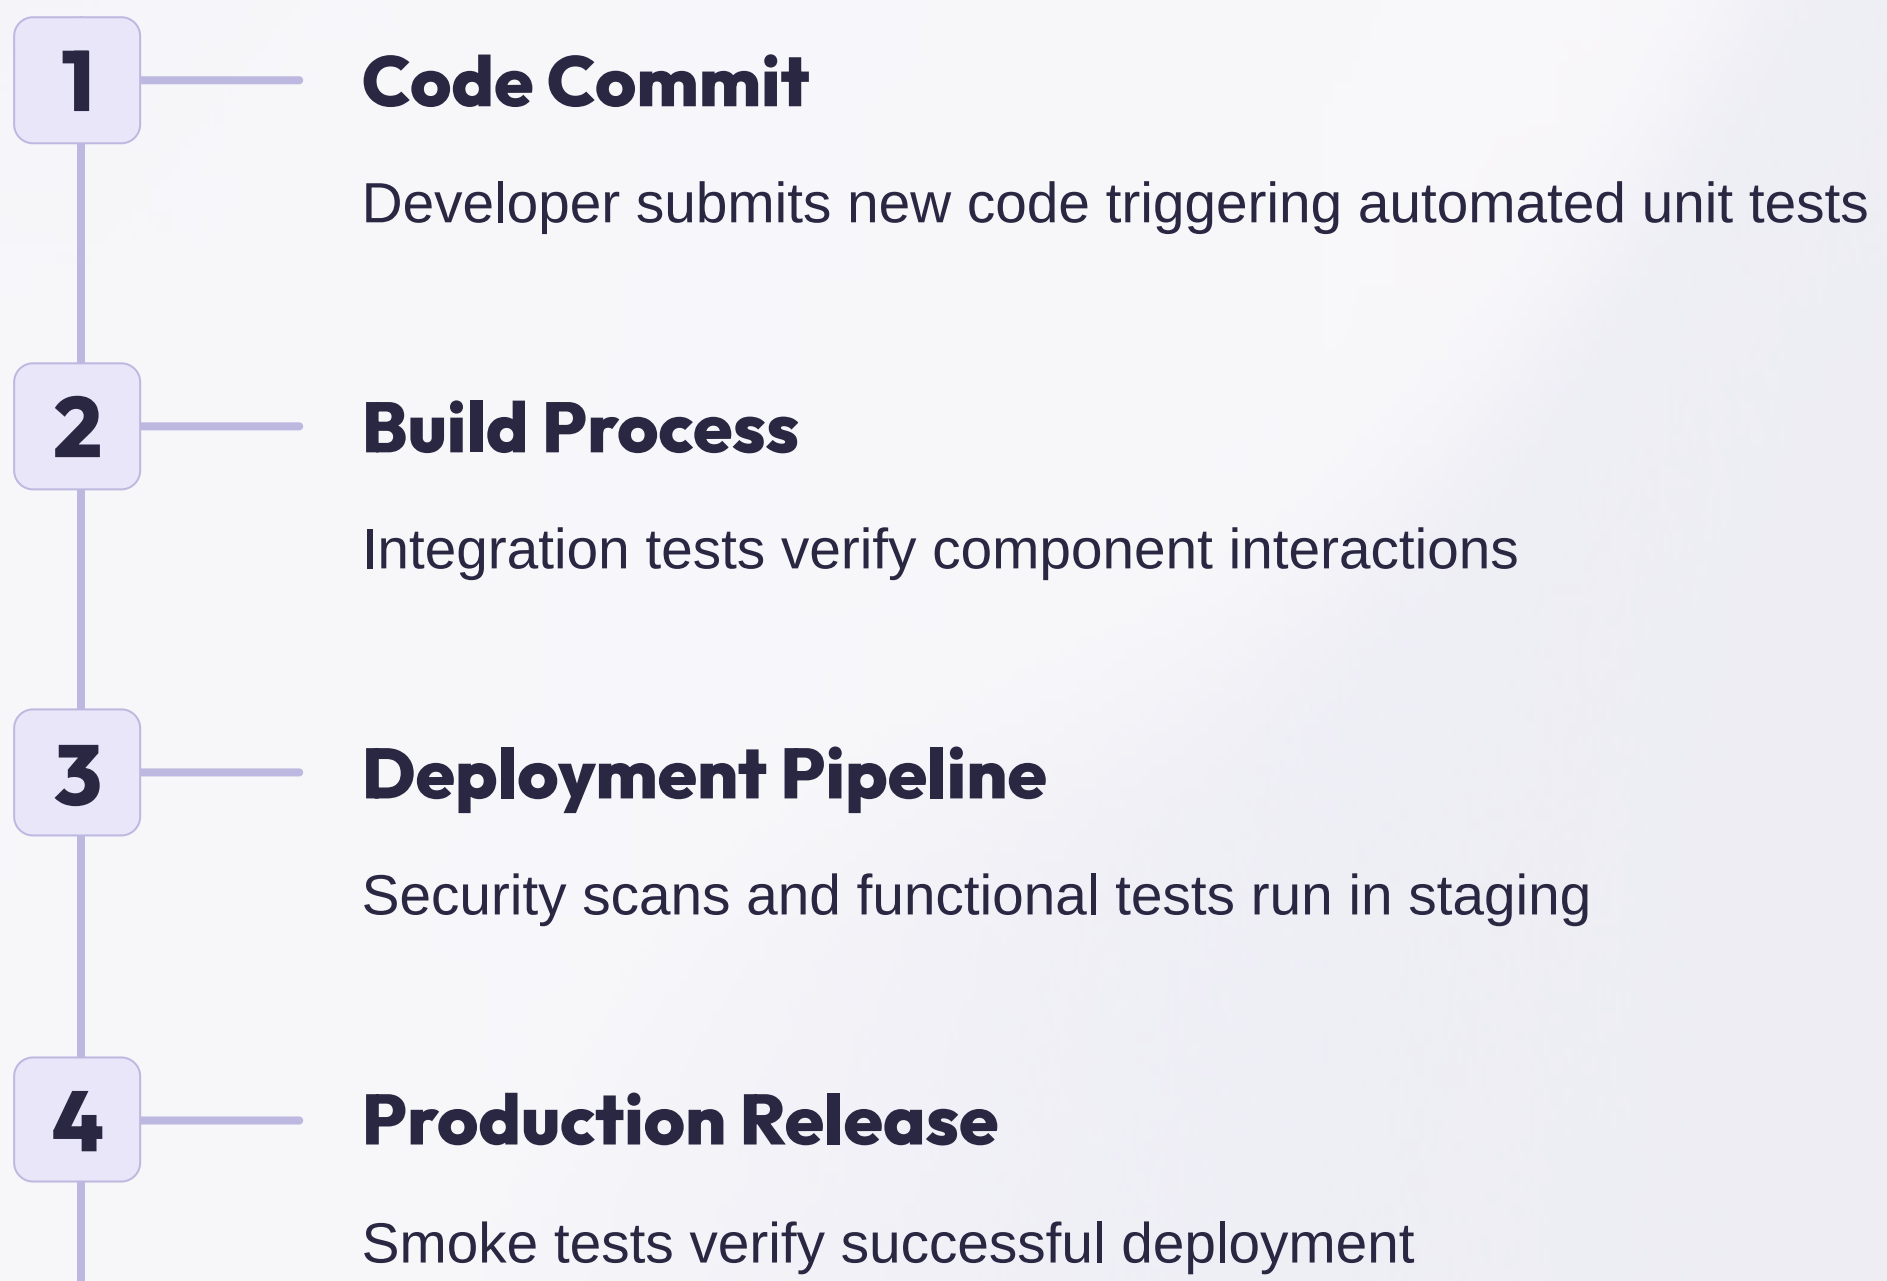 1
Code Commit
Developer submits new code triggering automated unit tests
2
Build Process
Integration tests verify component interactions
3
Deployment Pipeline
Security scans and functional tests run in staging
4
Production Release
Smoke tests verify successful deployment